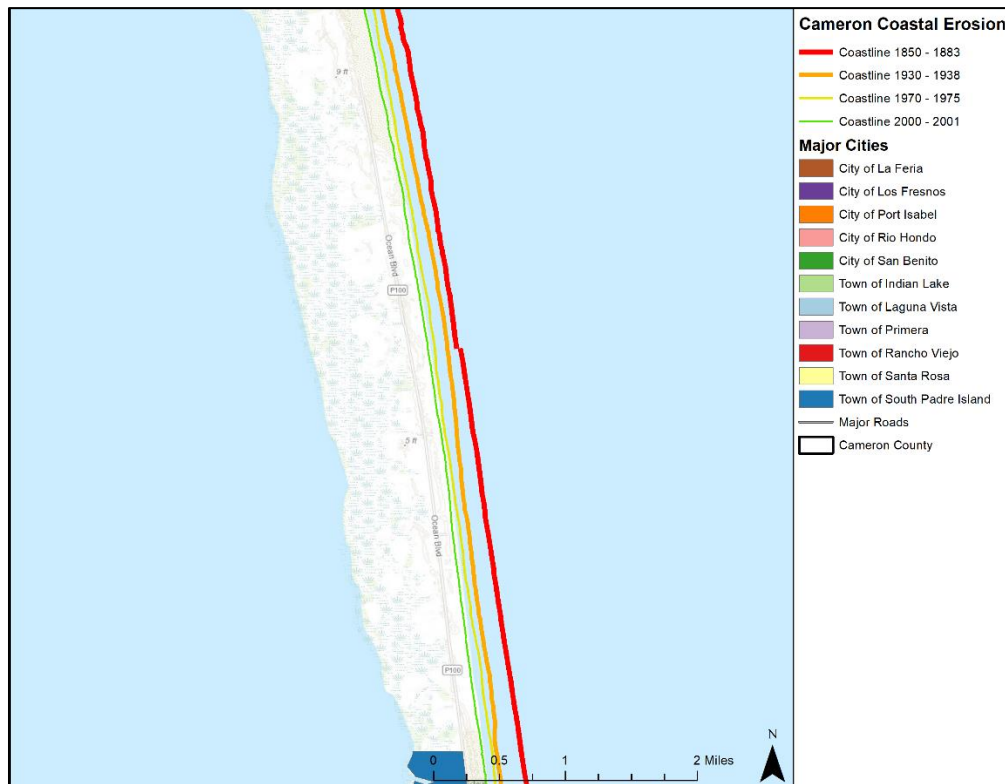 Cameron Coastal Erosion
Coastline 1850 - 1883
Coastline 1930 - 1938
Coastline 1970 - 1975
Coastline 2000 - 2001
Major Cities
City of La Feria
City of Los Fresnos
City of Port Isabel
City of Rio Hondo
City of San Benito
Town of Indian Lake
Town of Laguna Vista
Town of Primera
Town of Rancho Viejo
Town of Santa Rosa
Town of South Padre Island
Major Roads
Cameron County
9 ft
Ocean Blvd
P100
5 ft
Ocean Blvd
P100
N
0 0.5 1 2 Miles